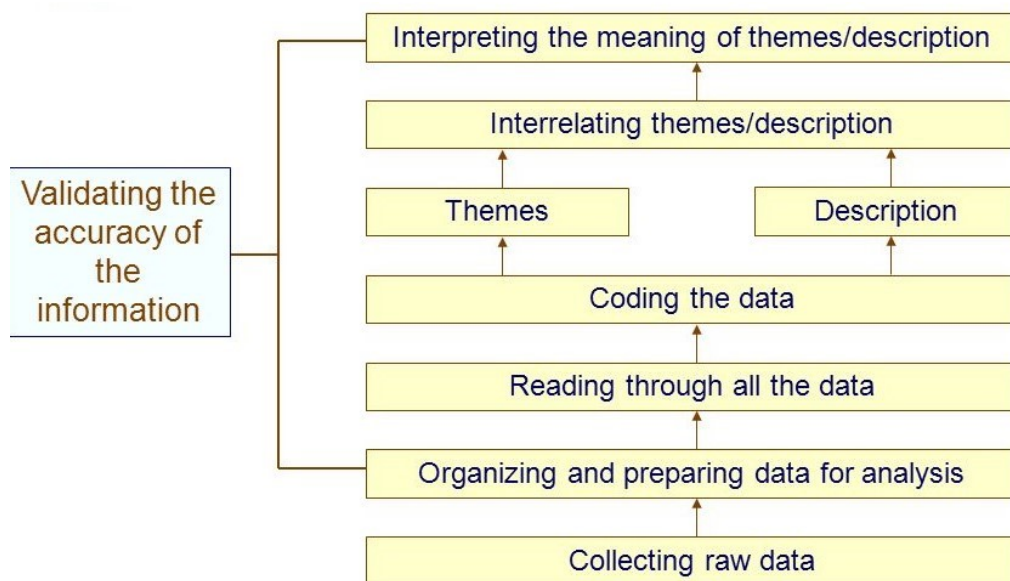 Interpreting the meaning of themes/description
Interrelating themes/description
Validating the
accuracy of
the
information
Themes
Description
Coding the data
Reading through all the data
Organizing and preparing data for analysis
Collecting raw data